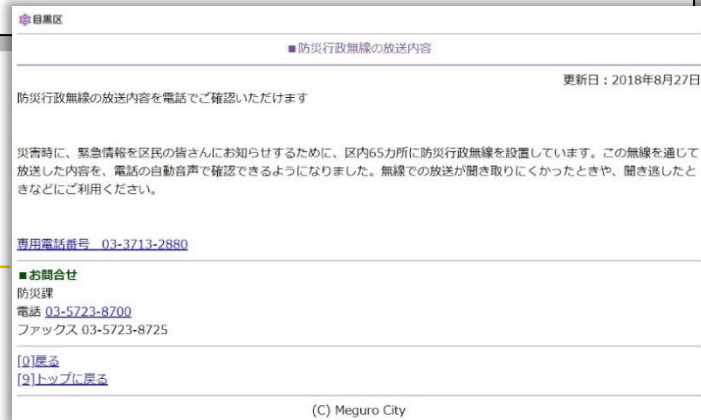 目黒区
■防災行政無線の放送内容
更新日：2018年8月27日
防災行政無線の放送内容を電話でご確認いただけます
災害時に、緊急情報を区民の皆さんにお知らせするために、区内65カ所に防災行政無線を設置しています。この無線を通じて
放送した内容を、電話の自動音声で確認できるようになりました。無線での放送が聞き取りにくかったときや、聞き逃したと
きなどにご利用ください。
専用電話番号　03-3713-2880
■お問合せ
防災課
電話 03-5723-8700
ファックス 03-5723-8725
[0]戻る
[9]トップに戻る
(C) Meguro City